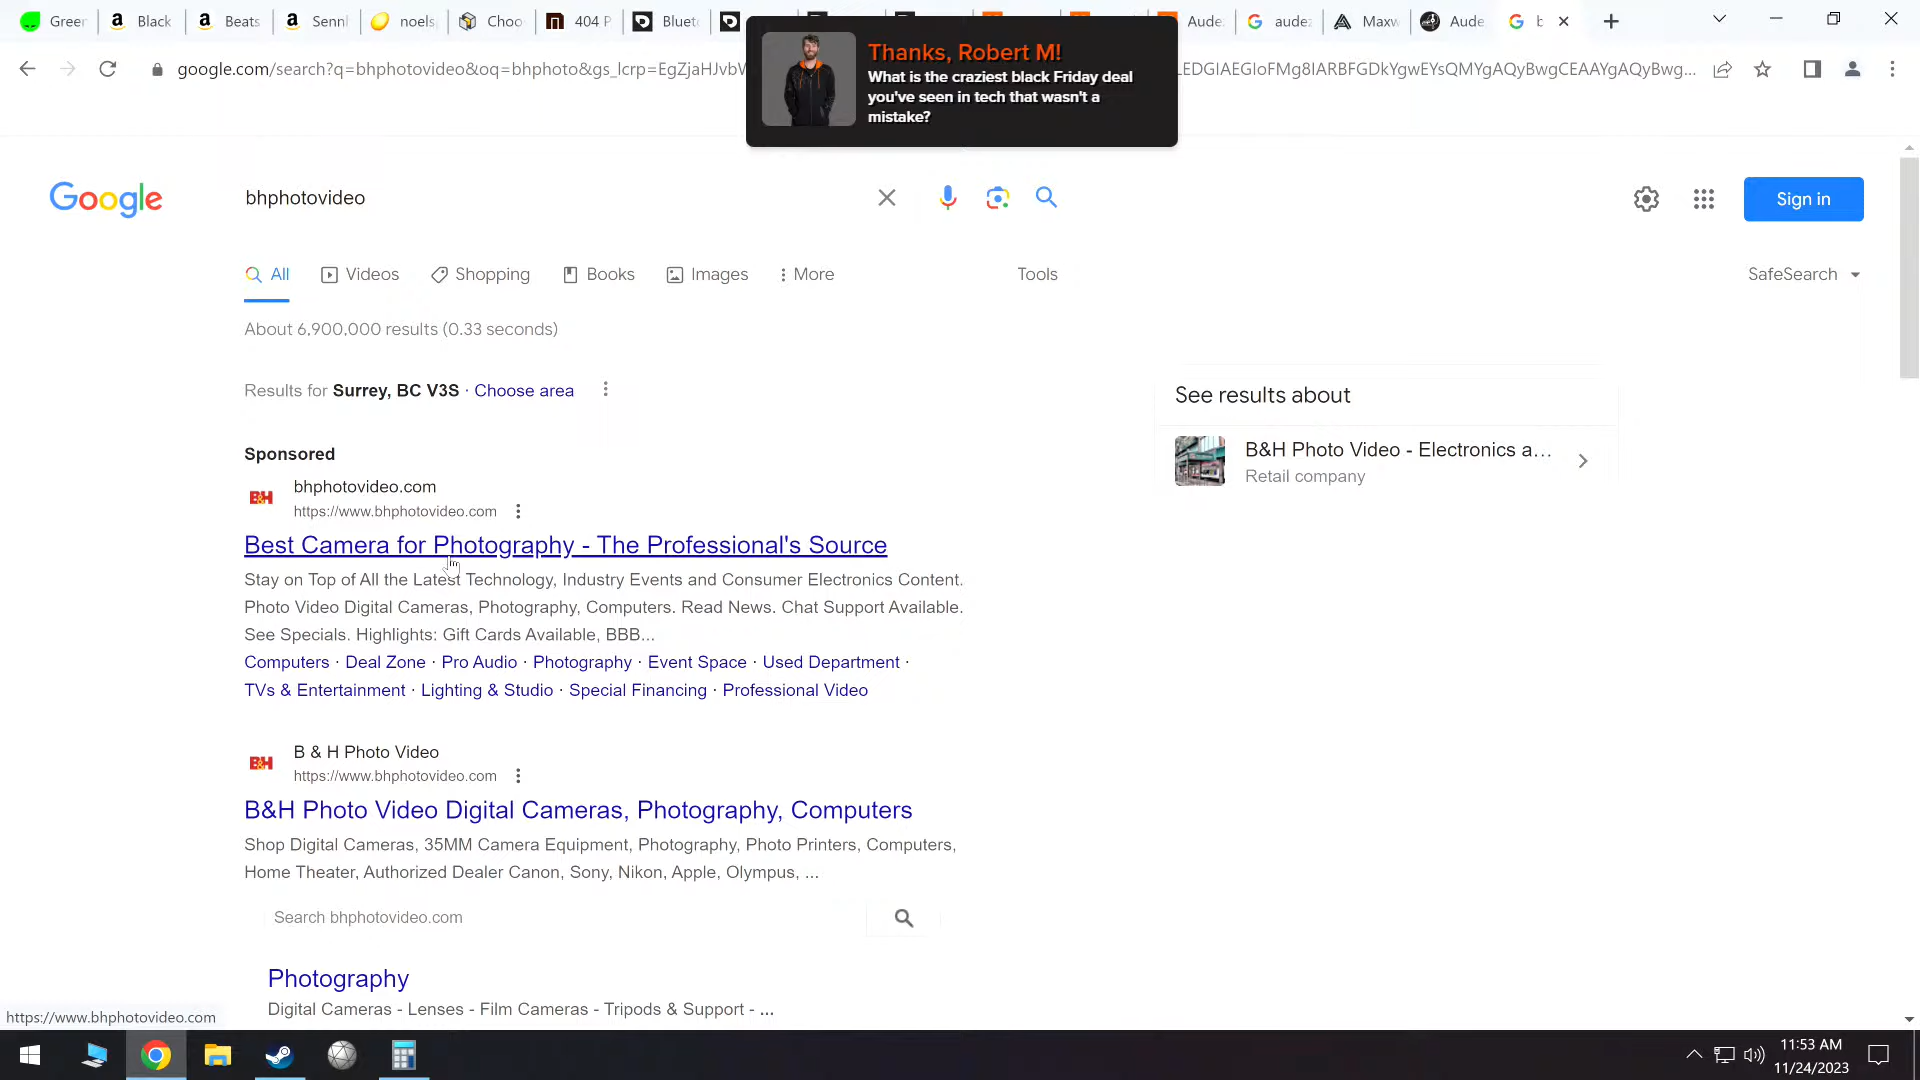 Green
Black
Beats
Senn
noels
Choo
404 P
Bluet
Aude
audez
Maxw
Aude
b
google.com/search?q=bhphotovideo&oq=bhphoto&gs_lcrp=EgZjaHJvbW
EDGIAEGIoFMg8IARBFGDkYgwEYsQMYgAQyBwgCEAAYgAQyBwg...
Thanks, Robert M!
What is the craziest black Friday deal
you've seen in tech that wasn't a
mistake?
Google
bhphotovideo
Sign in
All
Videos
Shopping
Books
Images
More
Tools
SafeSearch
About 6,900,000 results (0.33 seconds)
Results for Surrey, BC V3S · Choose area
See results about
B&H Photo Video - Electronics a...
Retail company
Sponsored
B&H
bhphotovideo.com
https://www.bhphotovideo.com
Best Camera for Photography - The Professional's Source
Stay on Top of All the Latest Technology, Industry Events and Consumer Electronics Content.
Photo Video Digital Cameras, Photography, Computers. Read News. Chat Support Available.
See Specials. Highlights: Gift Cards Available, BBB...
Computers · Deal Zone · Pro Audio · Photography · Event Space · Used Department ·
TVs & Entertainment · Lighting & Studio · Special Financing · Professional Video
B&H
B & H Photo Video
https://www.bhphotovideo.com
B&H Photo Video Digital Cameras, Photography, Computers
Shop Digital Cameras, 35MM Camera Equipment, Photography, Photo Printers, Computers,
Home Theater, Authorized Dealer Canon, Sony, Nikon, Apple, Olympus, ...
Search bhphotovideo.com
Photography
Digital Cameras - Lenses - Film Cameras - Tripods & Support - ...
https://www.bhphotovideo.com
11:53 AM
11/24/2023